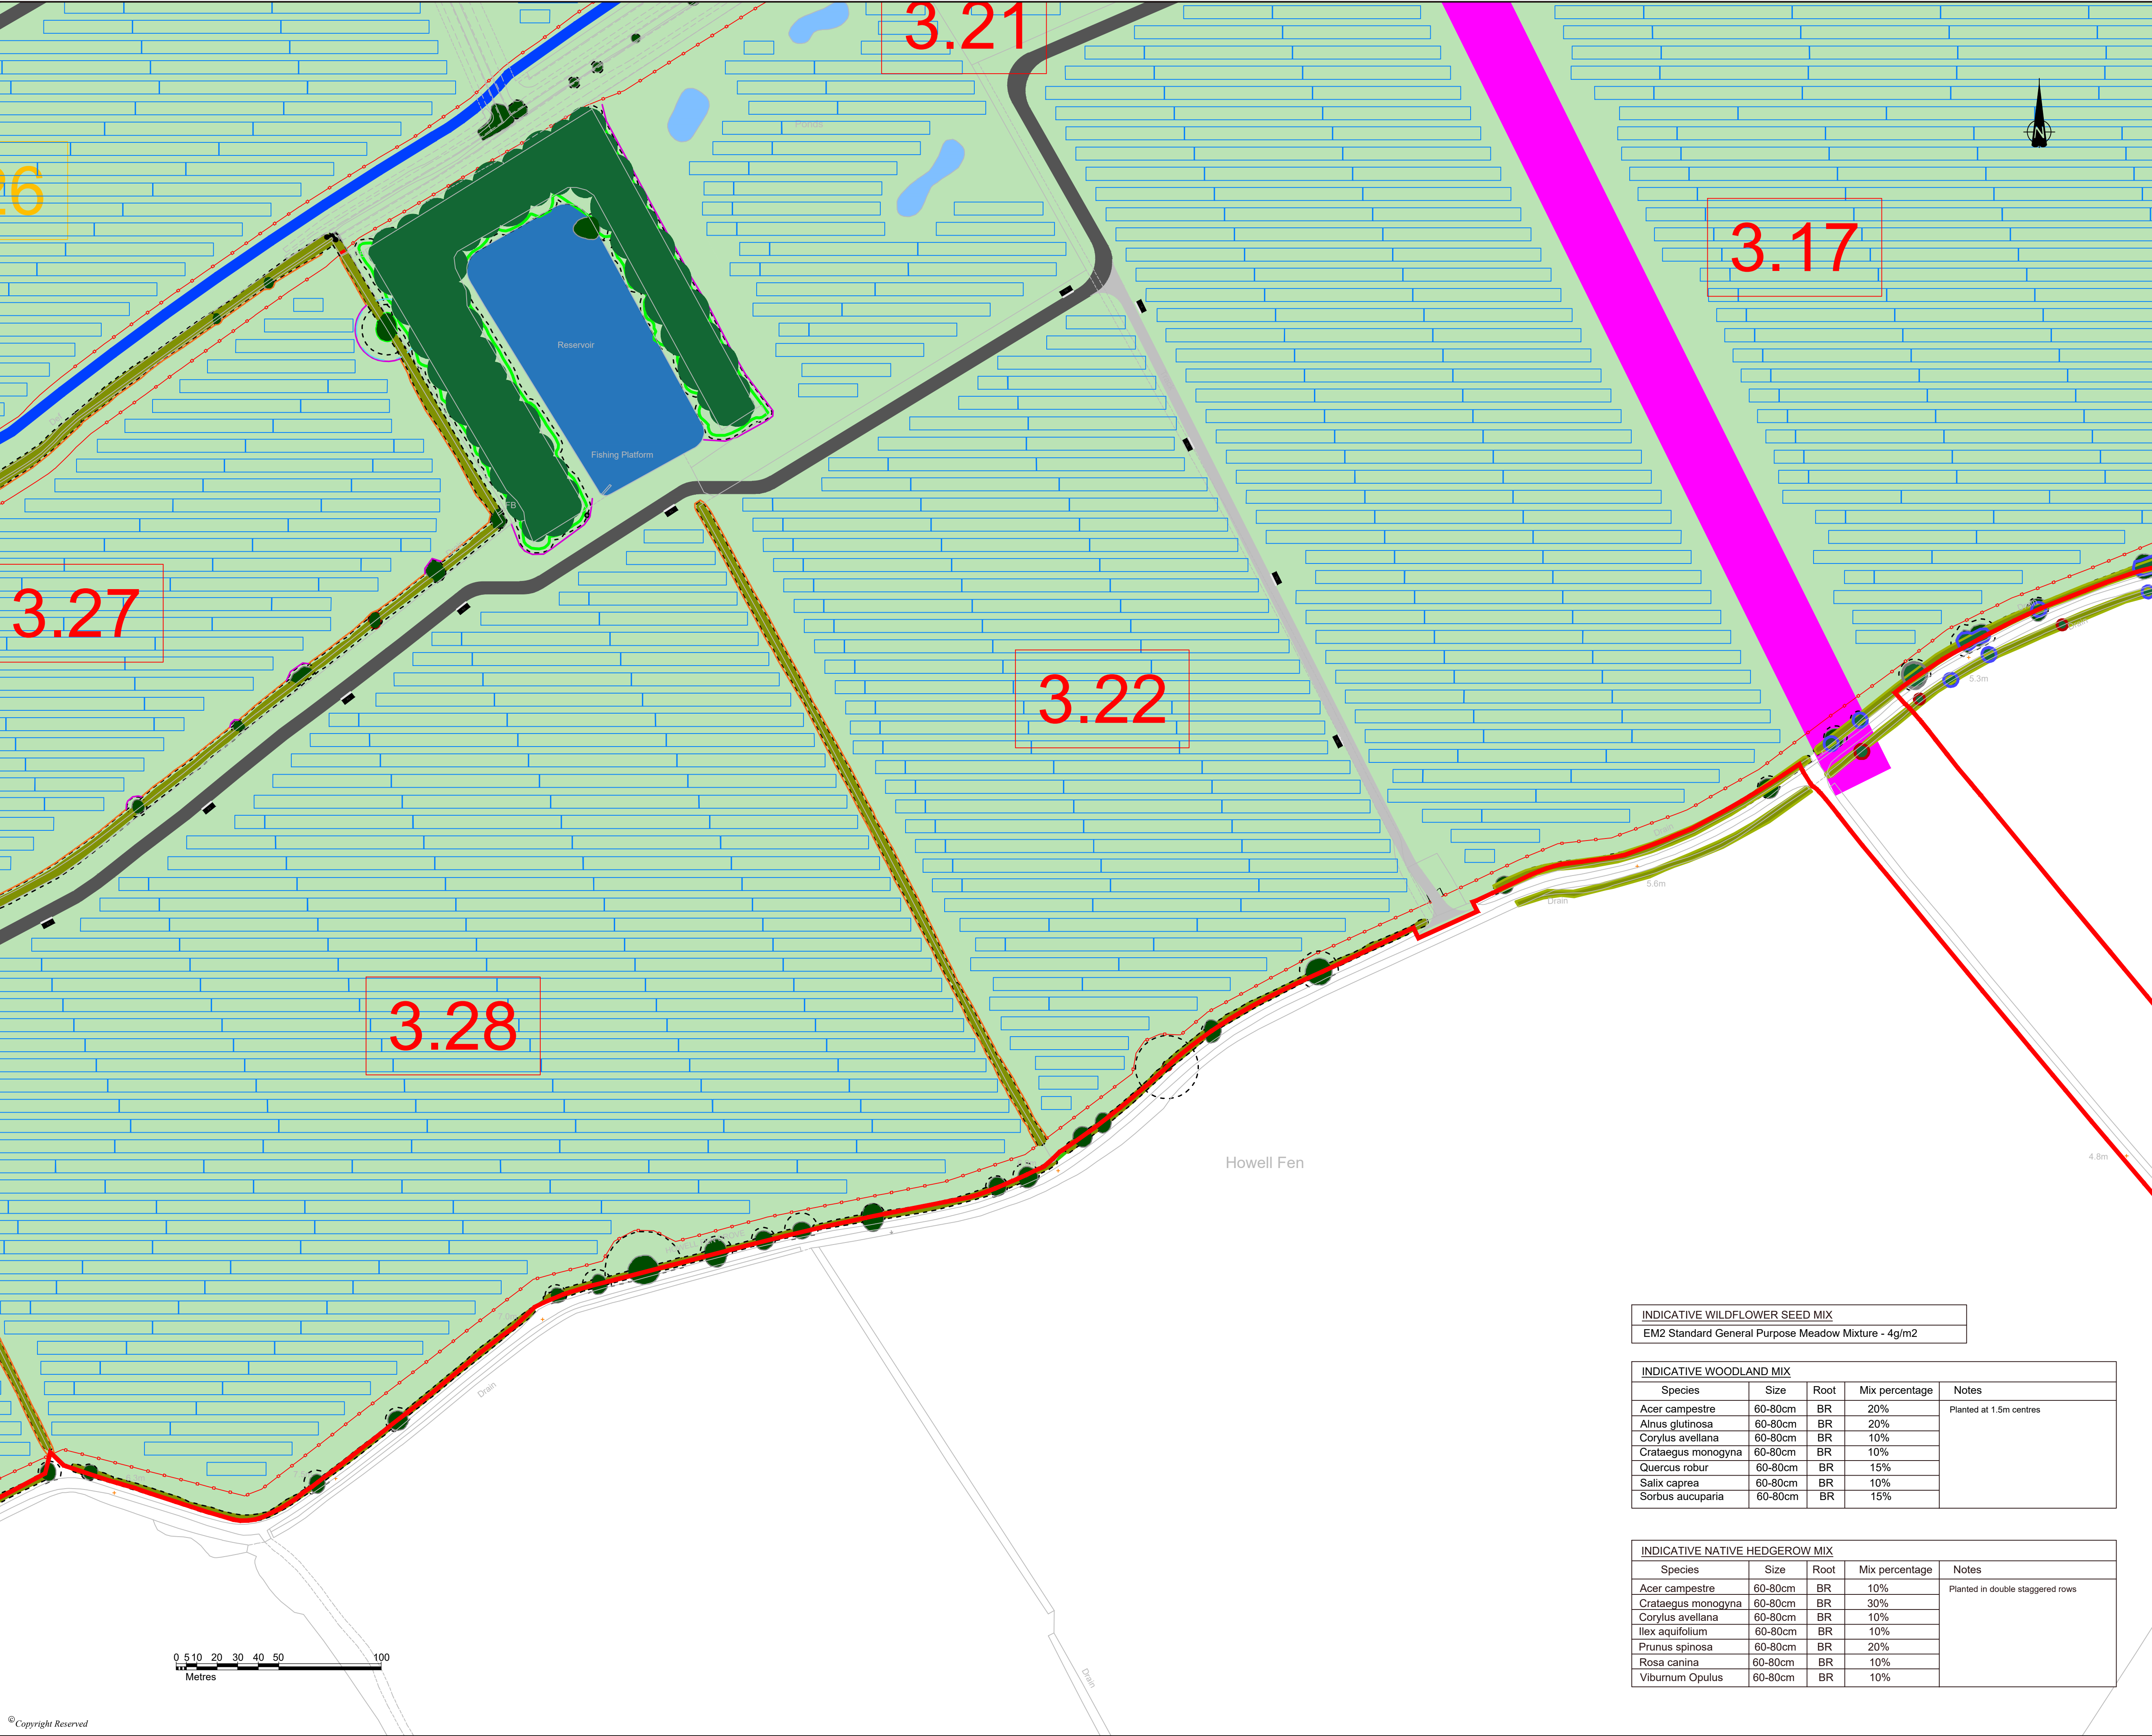 3.21
Ponds
N
26
3.17
Reservoir
Fishing Platform
FB
3.27
3.22
5.3m
Drain
5.6m
Drain
3.28
4.8m
Howell Fen
Drain
Drain
INDICATIVE WILDFLOWER SEED MIX
EM2 Standard General Purpose Meadow Mixture - 4g/m2
INDICATIVE WOODLAND MIX
Species Size Root Mix percentage Notes
Acer campestre 60-80cm BR 20% Planted at 1.5m centres
Alnus glutinosa 60-80cm BR 20%
Corylus avellana 60-80cm BR 10%
Crataegus monogyna 60-80cm BR 10%
Quercus robur 60-80cm BR 15%
Salix caprea 60-80cm BR 10%
Sorbus aucuparia 60-80cm BR 15%
INDICATIVE NATIVE HEDGEROW MIX
Species Size Root Mix percentage Notes
Acer campestre 60-80cm BR 10% Planted in double staggered rows
Crataegus monogyna 60-80cm BR 30%
Corylus avellana 60-80cm BR 10%
Ilex aquifolium 60-80cm BR 10%
Prunus spinosa 60-80cm BR 20%
Rosa canina 60-80cm BR 10%
Viburnum Opulus 60-80cm BR 10%
0 5 10 20 30 40 50 100
Metres
© Copyright Reserved